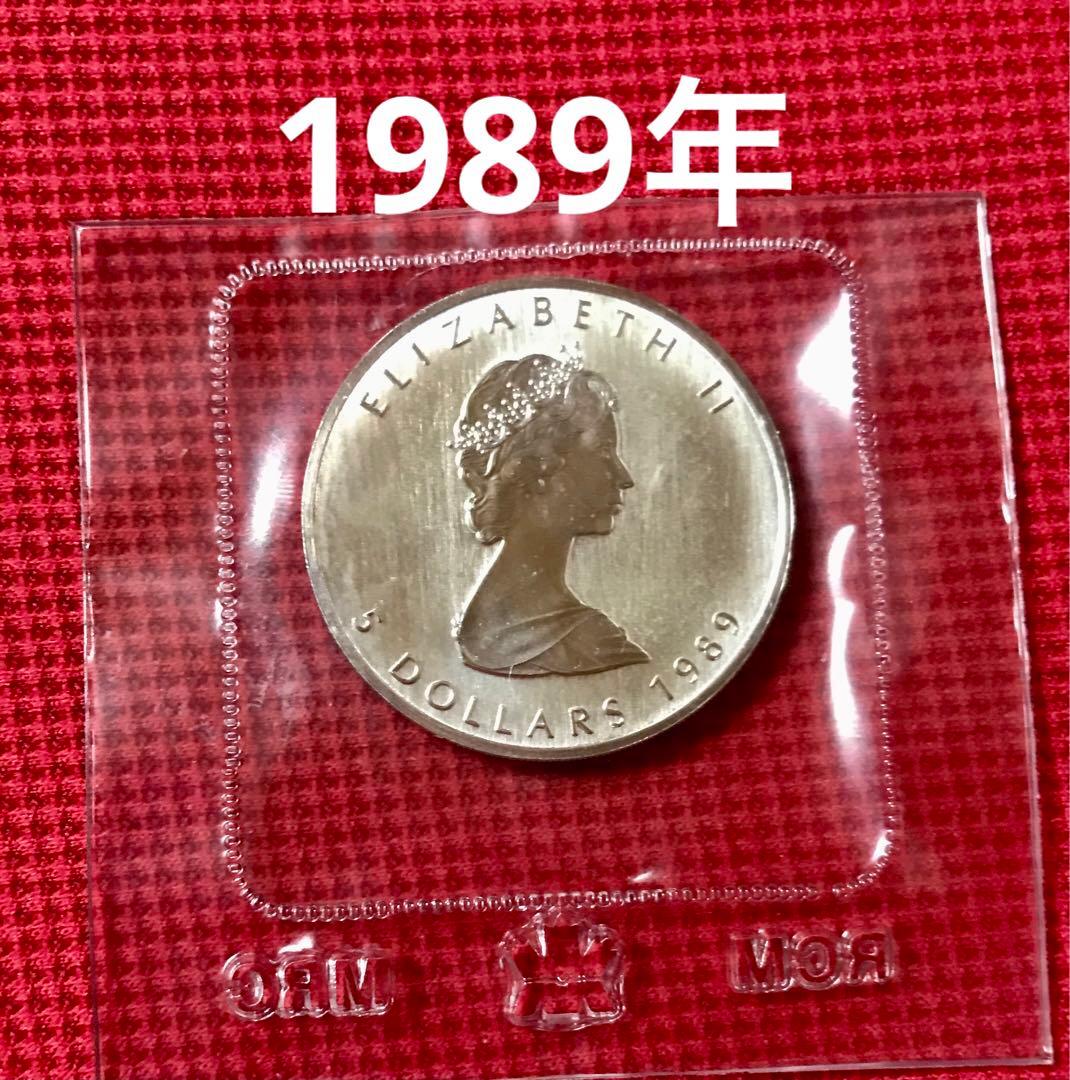 1989年
ELIZABETH II
5 DOLLARS 1989
MRC RCM